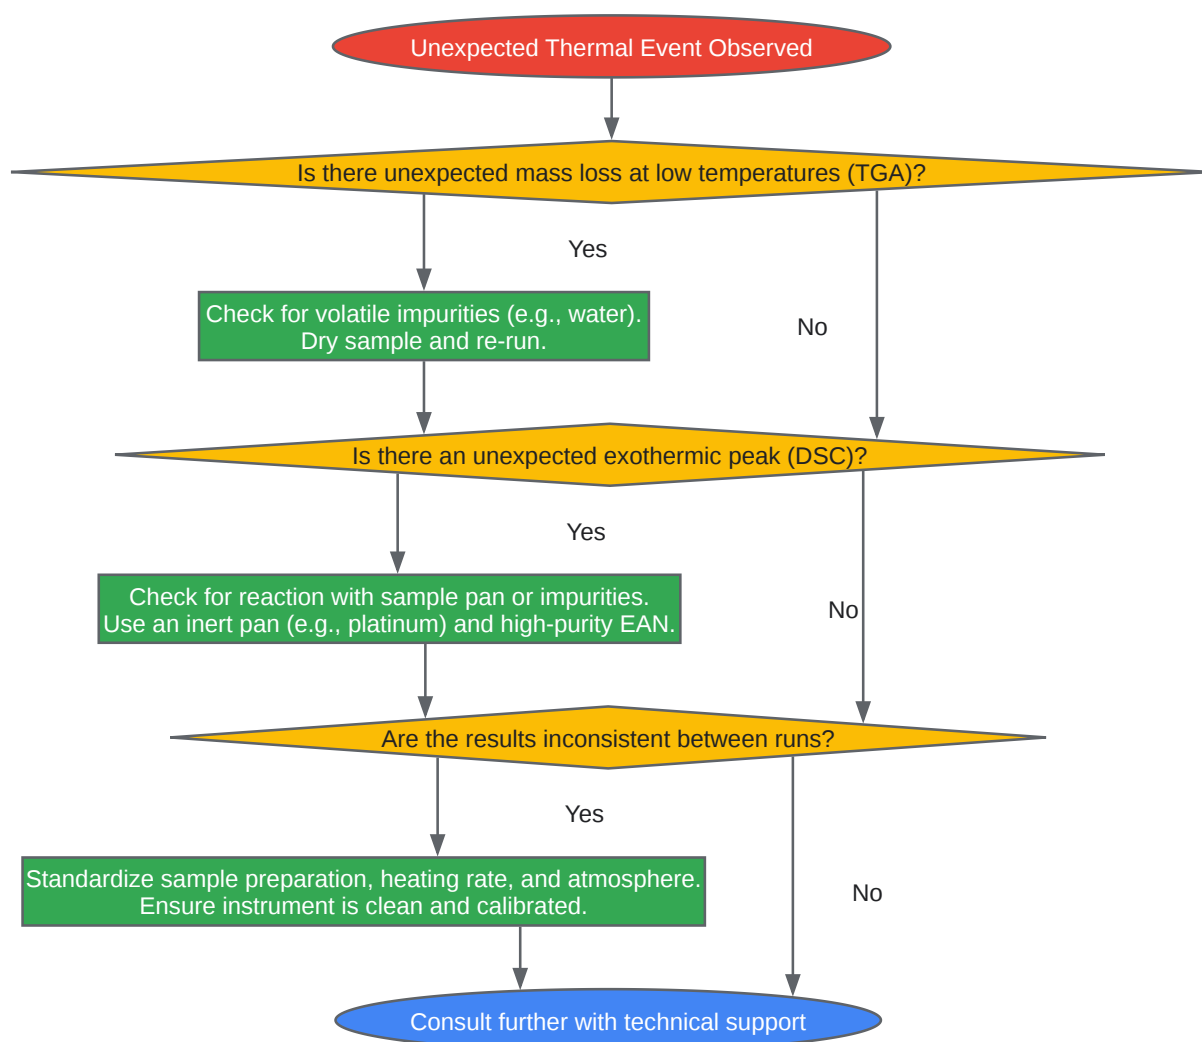 Unexpected Thermal Event Observed
Is there unexpected mass loss at low temperatures (TGA)?
Yes
Check for volatile impurities (e.g., water).
Dry sample and re-run.
No
Is there an unexpected exothermic peak (DSC)?
Yes
Check for reaction with sample pan or impurities.
Use an inert pan (e.g., platinum) and high-purity EAN.
No
Are the results inconsistent between runs?
Yes
Standardize sample preparation, heating rate, and atmosphere.
Ensure instrument is clean and calibrated.
No
Consult further with technical support